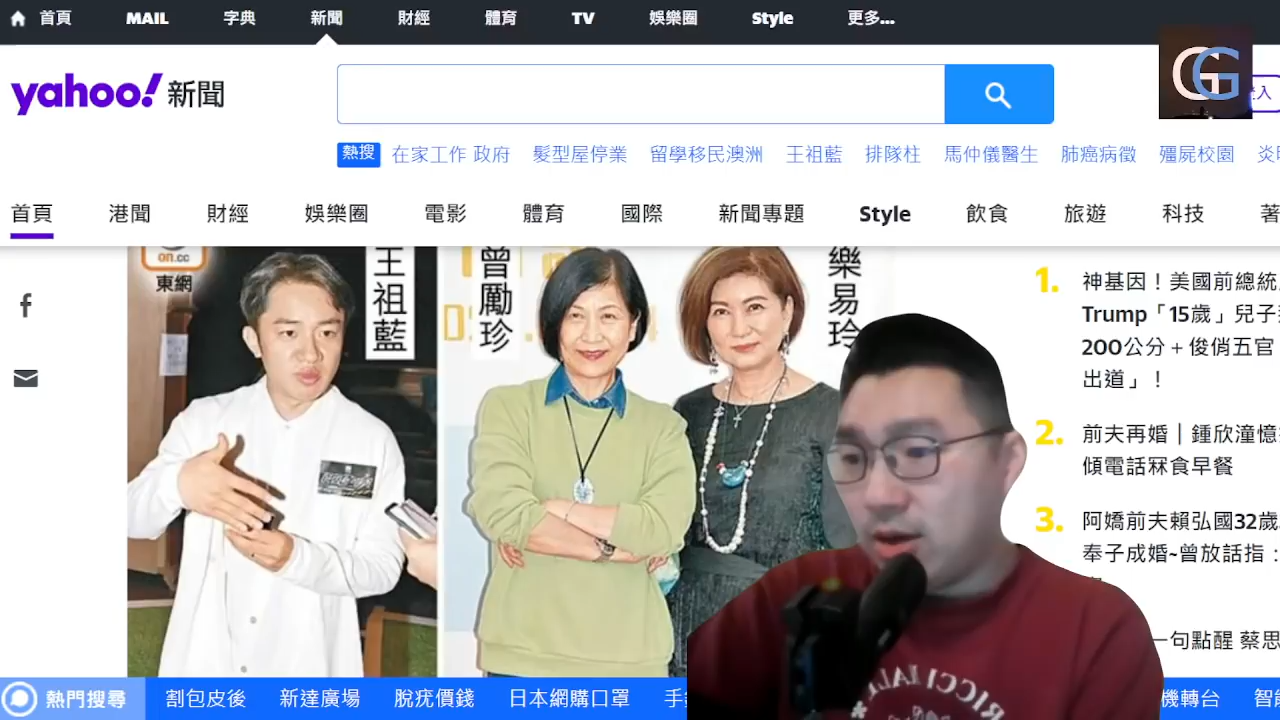 首頁 MAIL 字典 新聞 財經 體育 TV 娛樂圈 Style 更多...
yahoo! 新聞
GG
入
熱搜 在家工作 政府 髮型屋停業 留學移民澳洲 王祖藍 排隊柱 馬仲儀醫生 肺癌病徵 殭屍校園
首頁 港聞 財經 娛樂圈 電影 體育 國際 新聞專題 Style 飲食 旅遊 科技
on.cc
東網
王祖藍
曾勵珍
樂易玲
1. 神基因！美國前總統
Trump「15歲」兒子
200公分＋俊俏五官
出道」！
2. 前夫再婚｜鍾欣潼憶
傾電話冧食早餐
3. 阿嬌前夫賴弘國32歲
奉子成婚~曾放話指：
一句點醒 蔡思
熱門搜尋 割包皮後 新達廣場 脫疣價錢 日本網購口罩 手 機轉台